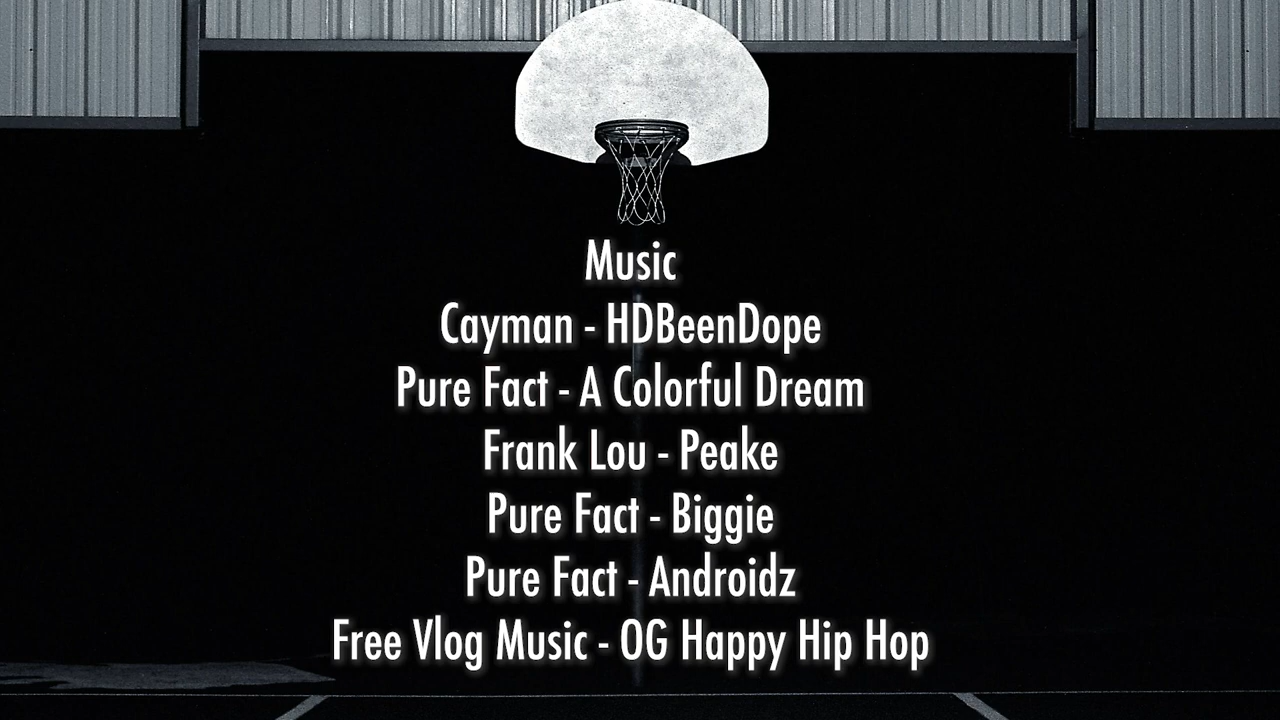 Music
Cayman - HDBeenDope
Pure Fact - A Colorful Dream
Frank Lou - Peake
Pure Fact - Biggie
Pure Fact - Androidz
Free Vlog Music - OG Happy Hip Hop